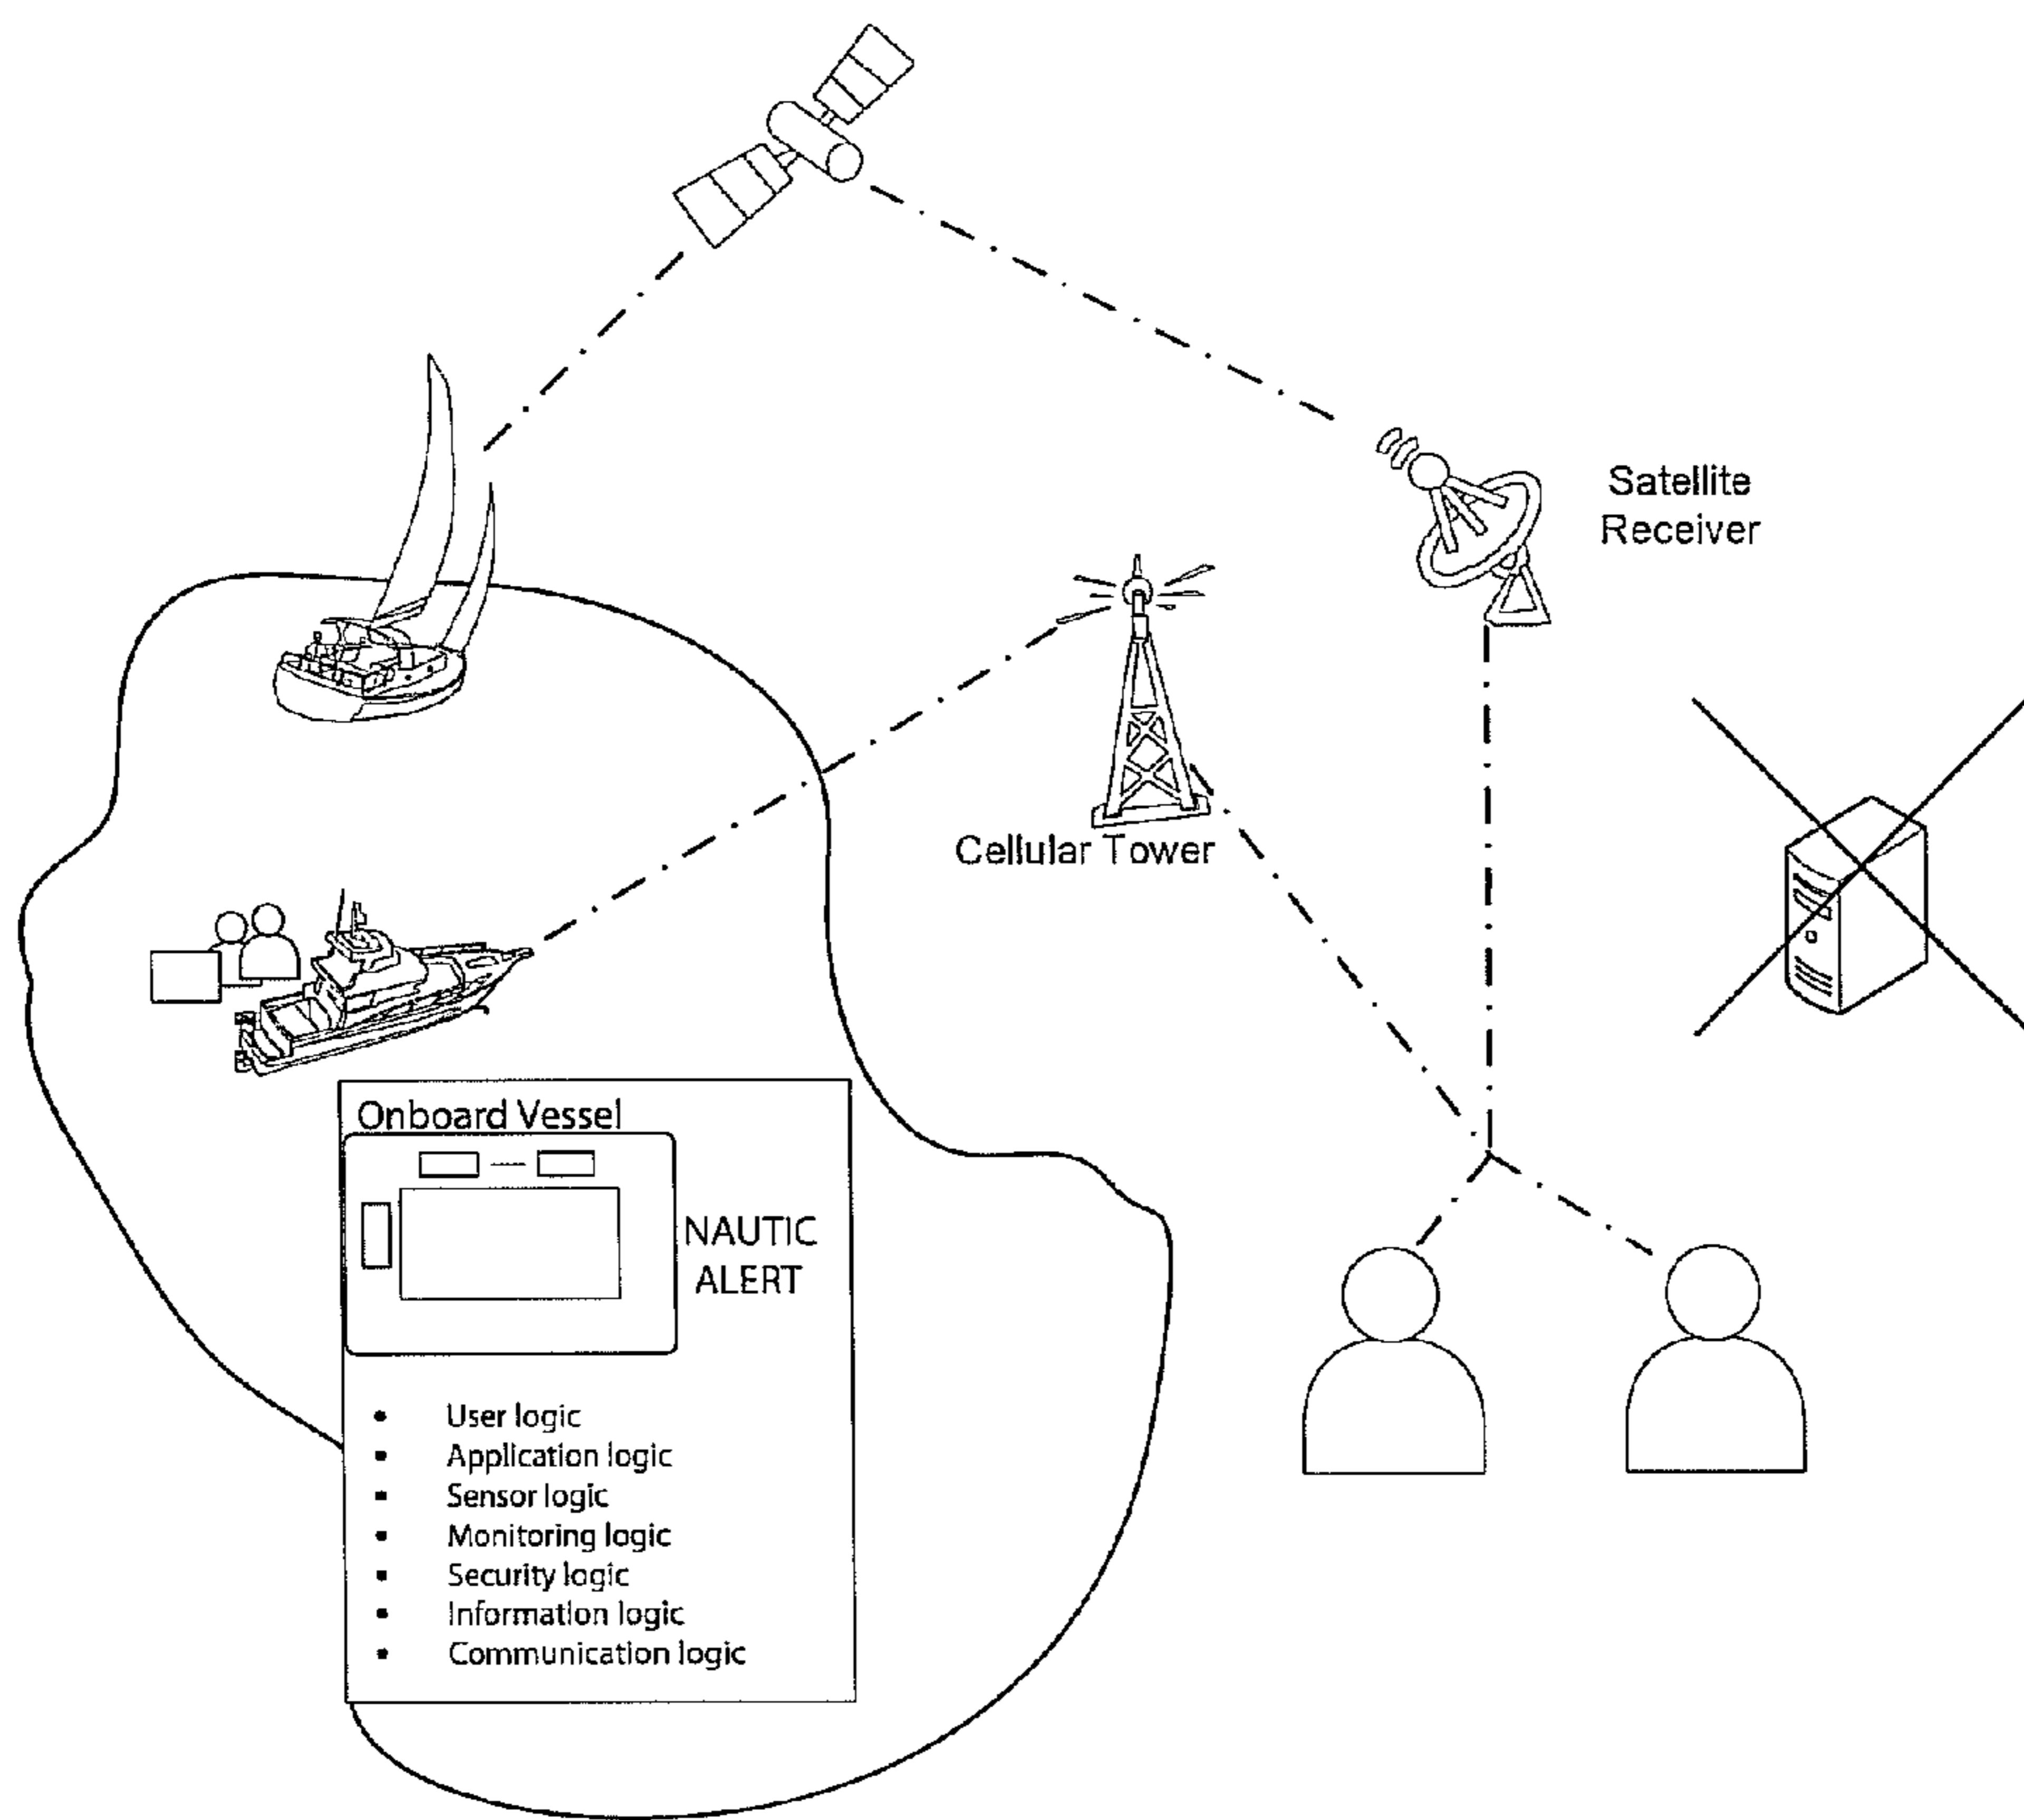 Satellite
Receiver
Cellular Tower
Onboard Vessel
NAUTIC
ALERT
• User logic
• Application logic
• Sensor logic
• Monitoring logic
• Security logic
• Information logic
• Communication logic